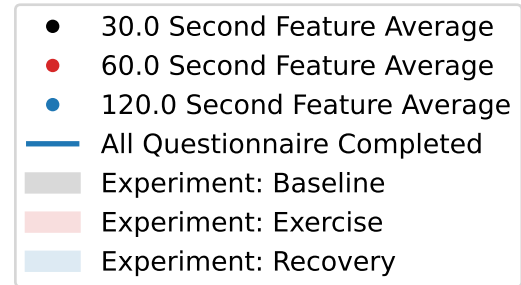 30.0 Second Feature Average
60.0 Second Feature Average
120.0 Second Feature Average
All Questionnaire Completed
Experiment: Baseline
Experiment: Exercise
Experiment: Recovery